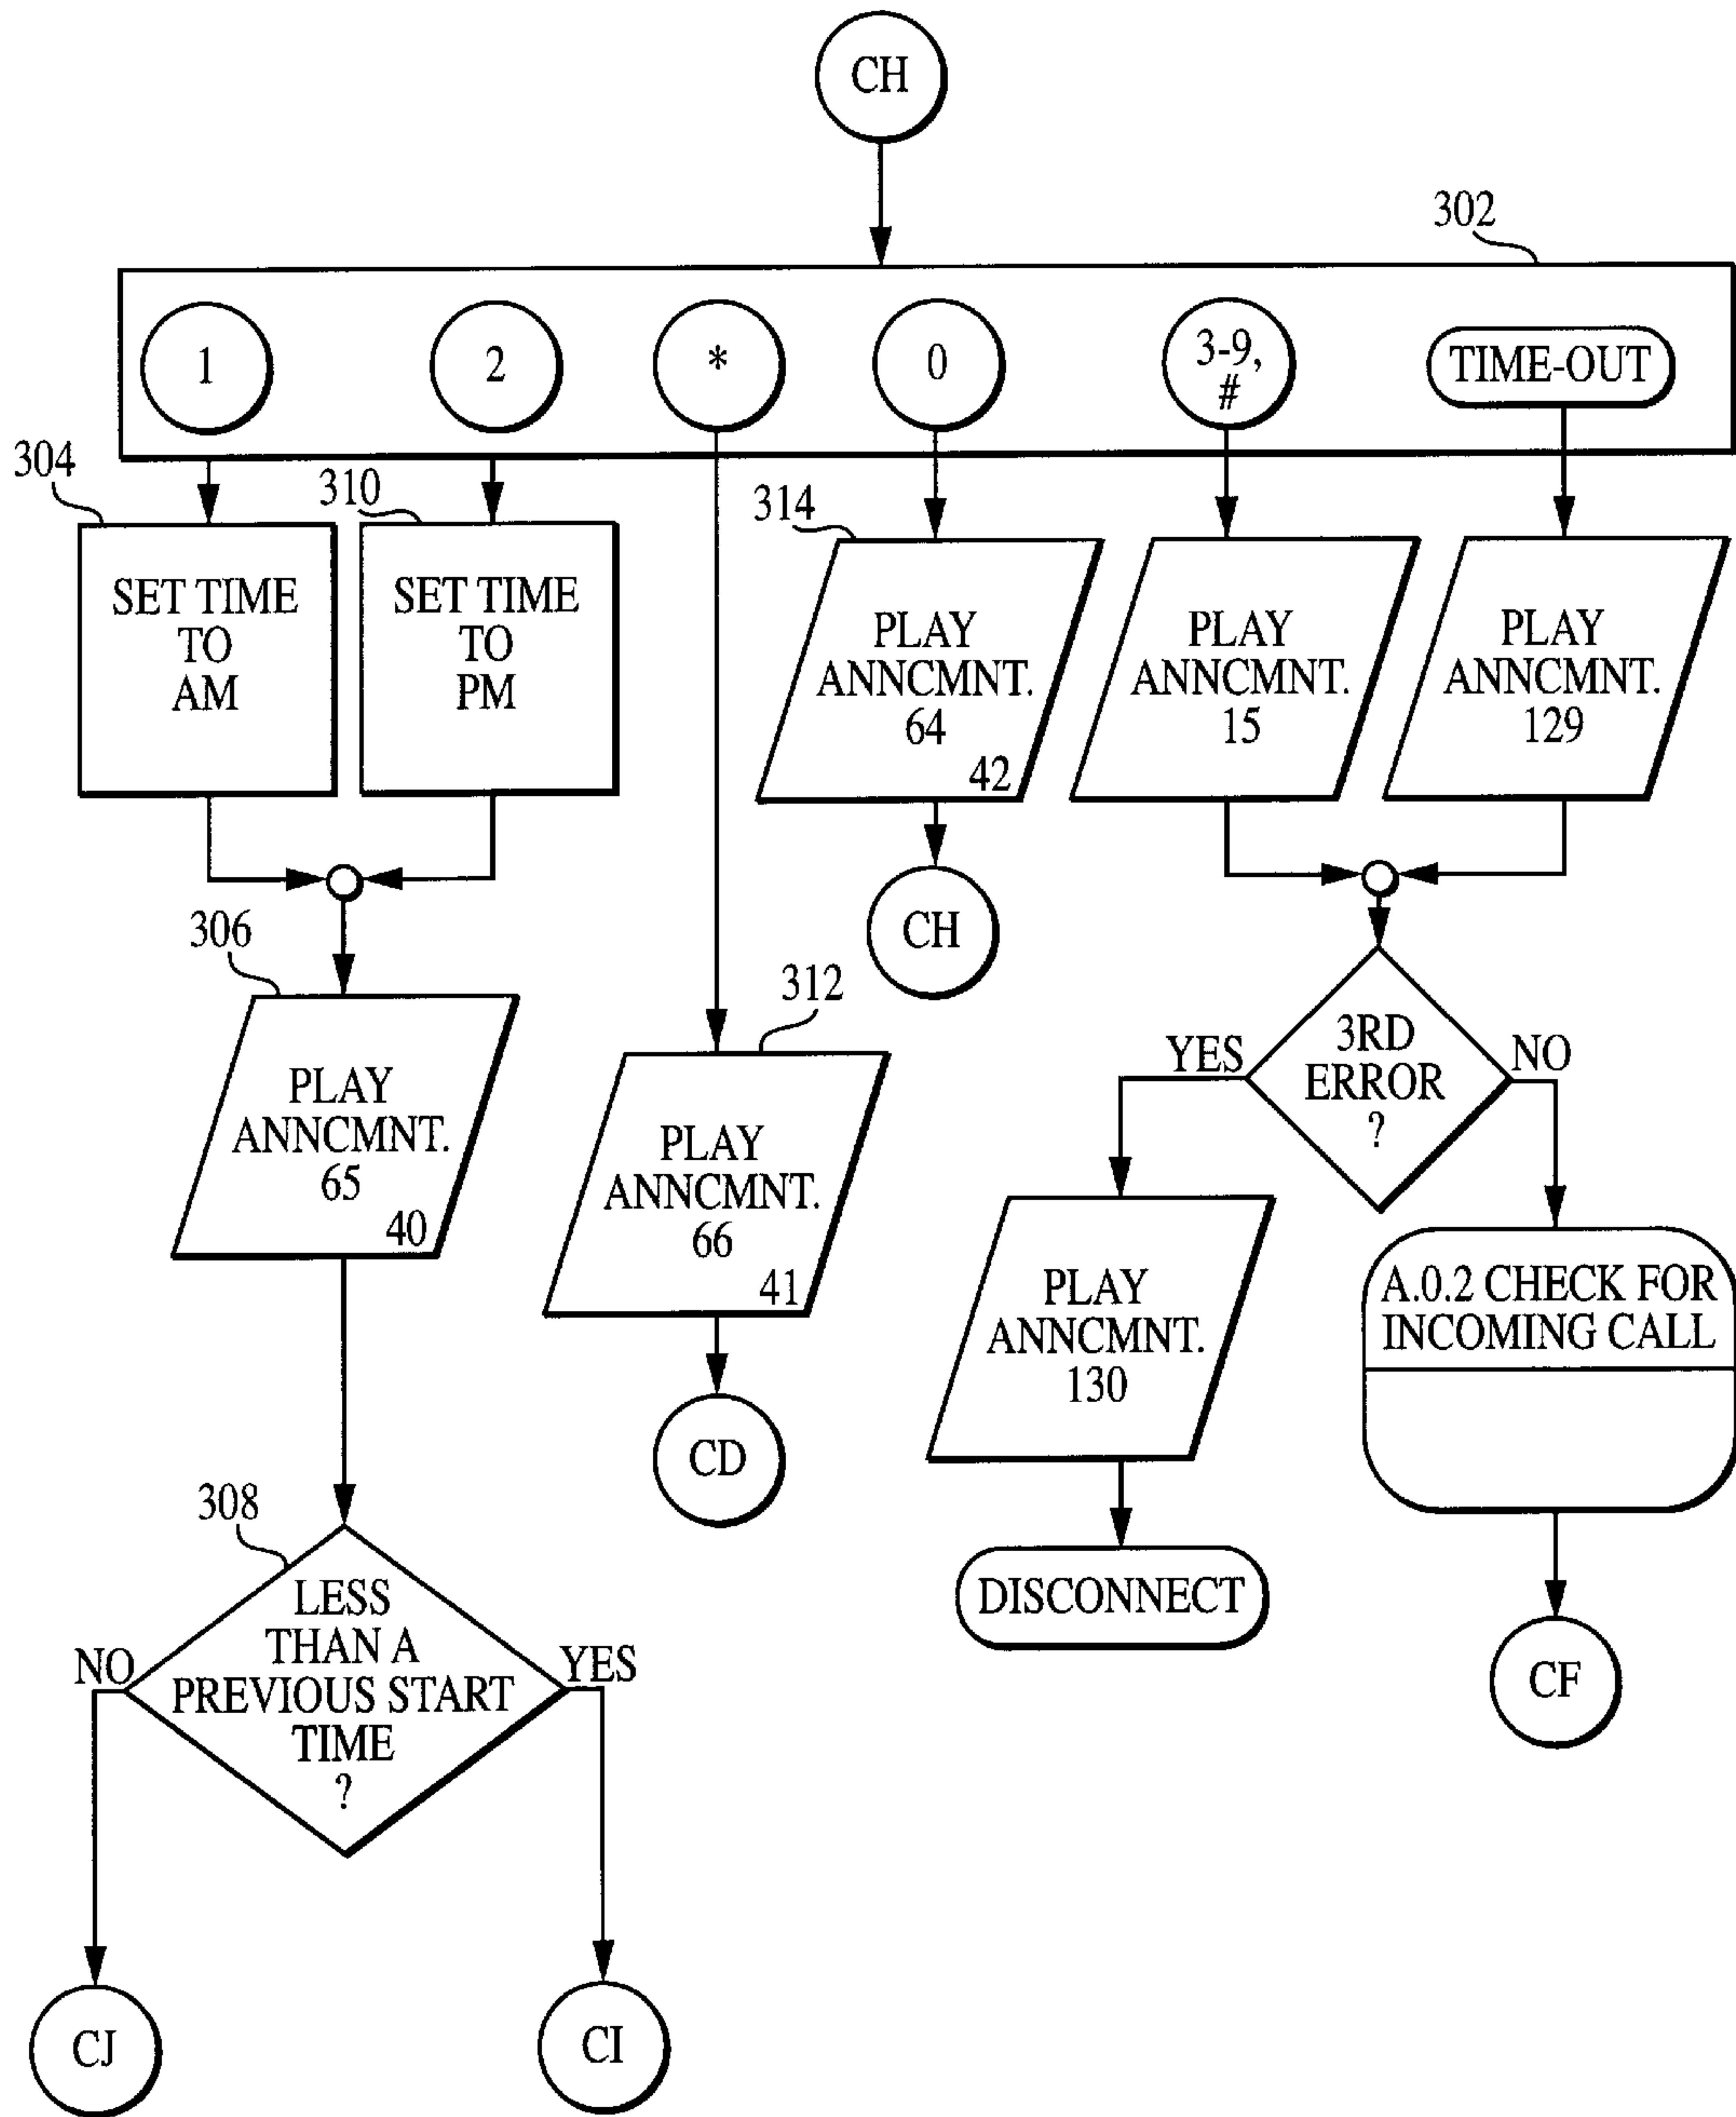 CH
302
1
2
*
0
3-9,
#
TIME-OUT
304
310
314
SET TIME
TO
AM
SET TIME
TO
PM
PLAY
ANNCMNT.
64
42
PLAY
ANNCMNT.
15
PLAY
ANNCMNT.
129
CH
306
PLAY
ANNCMNT.
65
40
312
PLAY
ANNCMNT.
66
41
CD
3RD
ERROR
?
YES
NO
PLAY
ANNCMNT.
130
DISCONNECT
A.0.2 CHECK FOR
INCOMING CALL
CF
308
LESS
THAN A
PREVIOUS START
TIME
?
NO
YES
CJ
CI